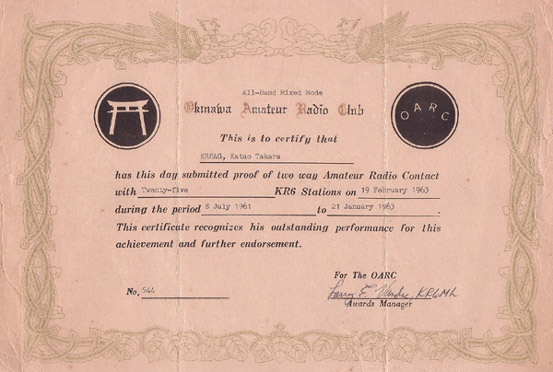 All-Band Mixed Mode
Okinawa Amateur Radio Club
OARC
This is to certify that
Katuo Takara
has this day submitted proof of two way Amateur Radio Contact
with Twenty-five KR6 Stations on 19 February 1963
during the period 8 July 1961 to 21 January 1963.
This certificate recognizes his outstanding performance for this
achievement and further endorsement.
For The OARC
No. 544
Larry E.
Awards Manager